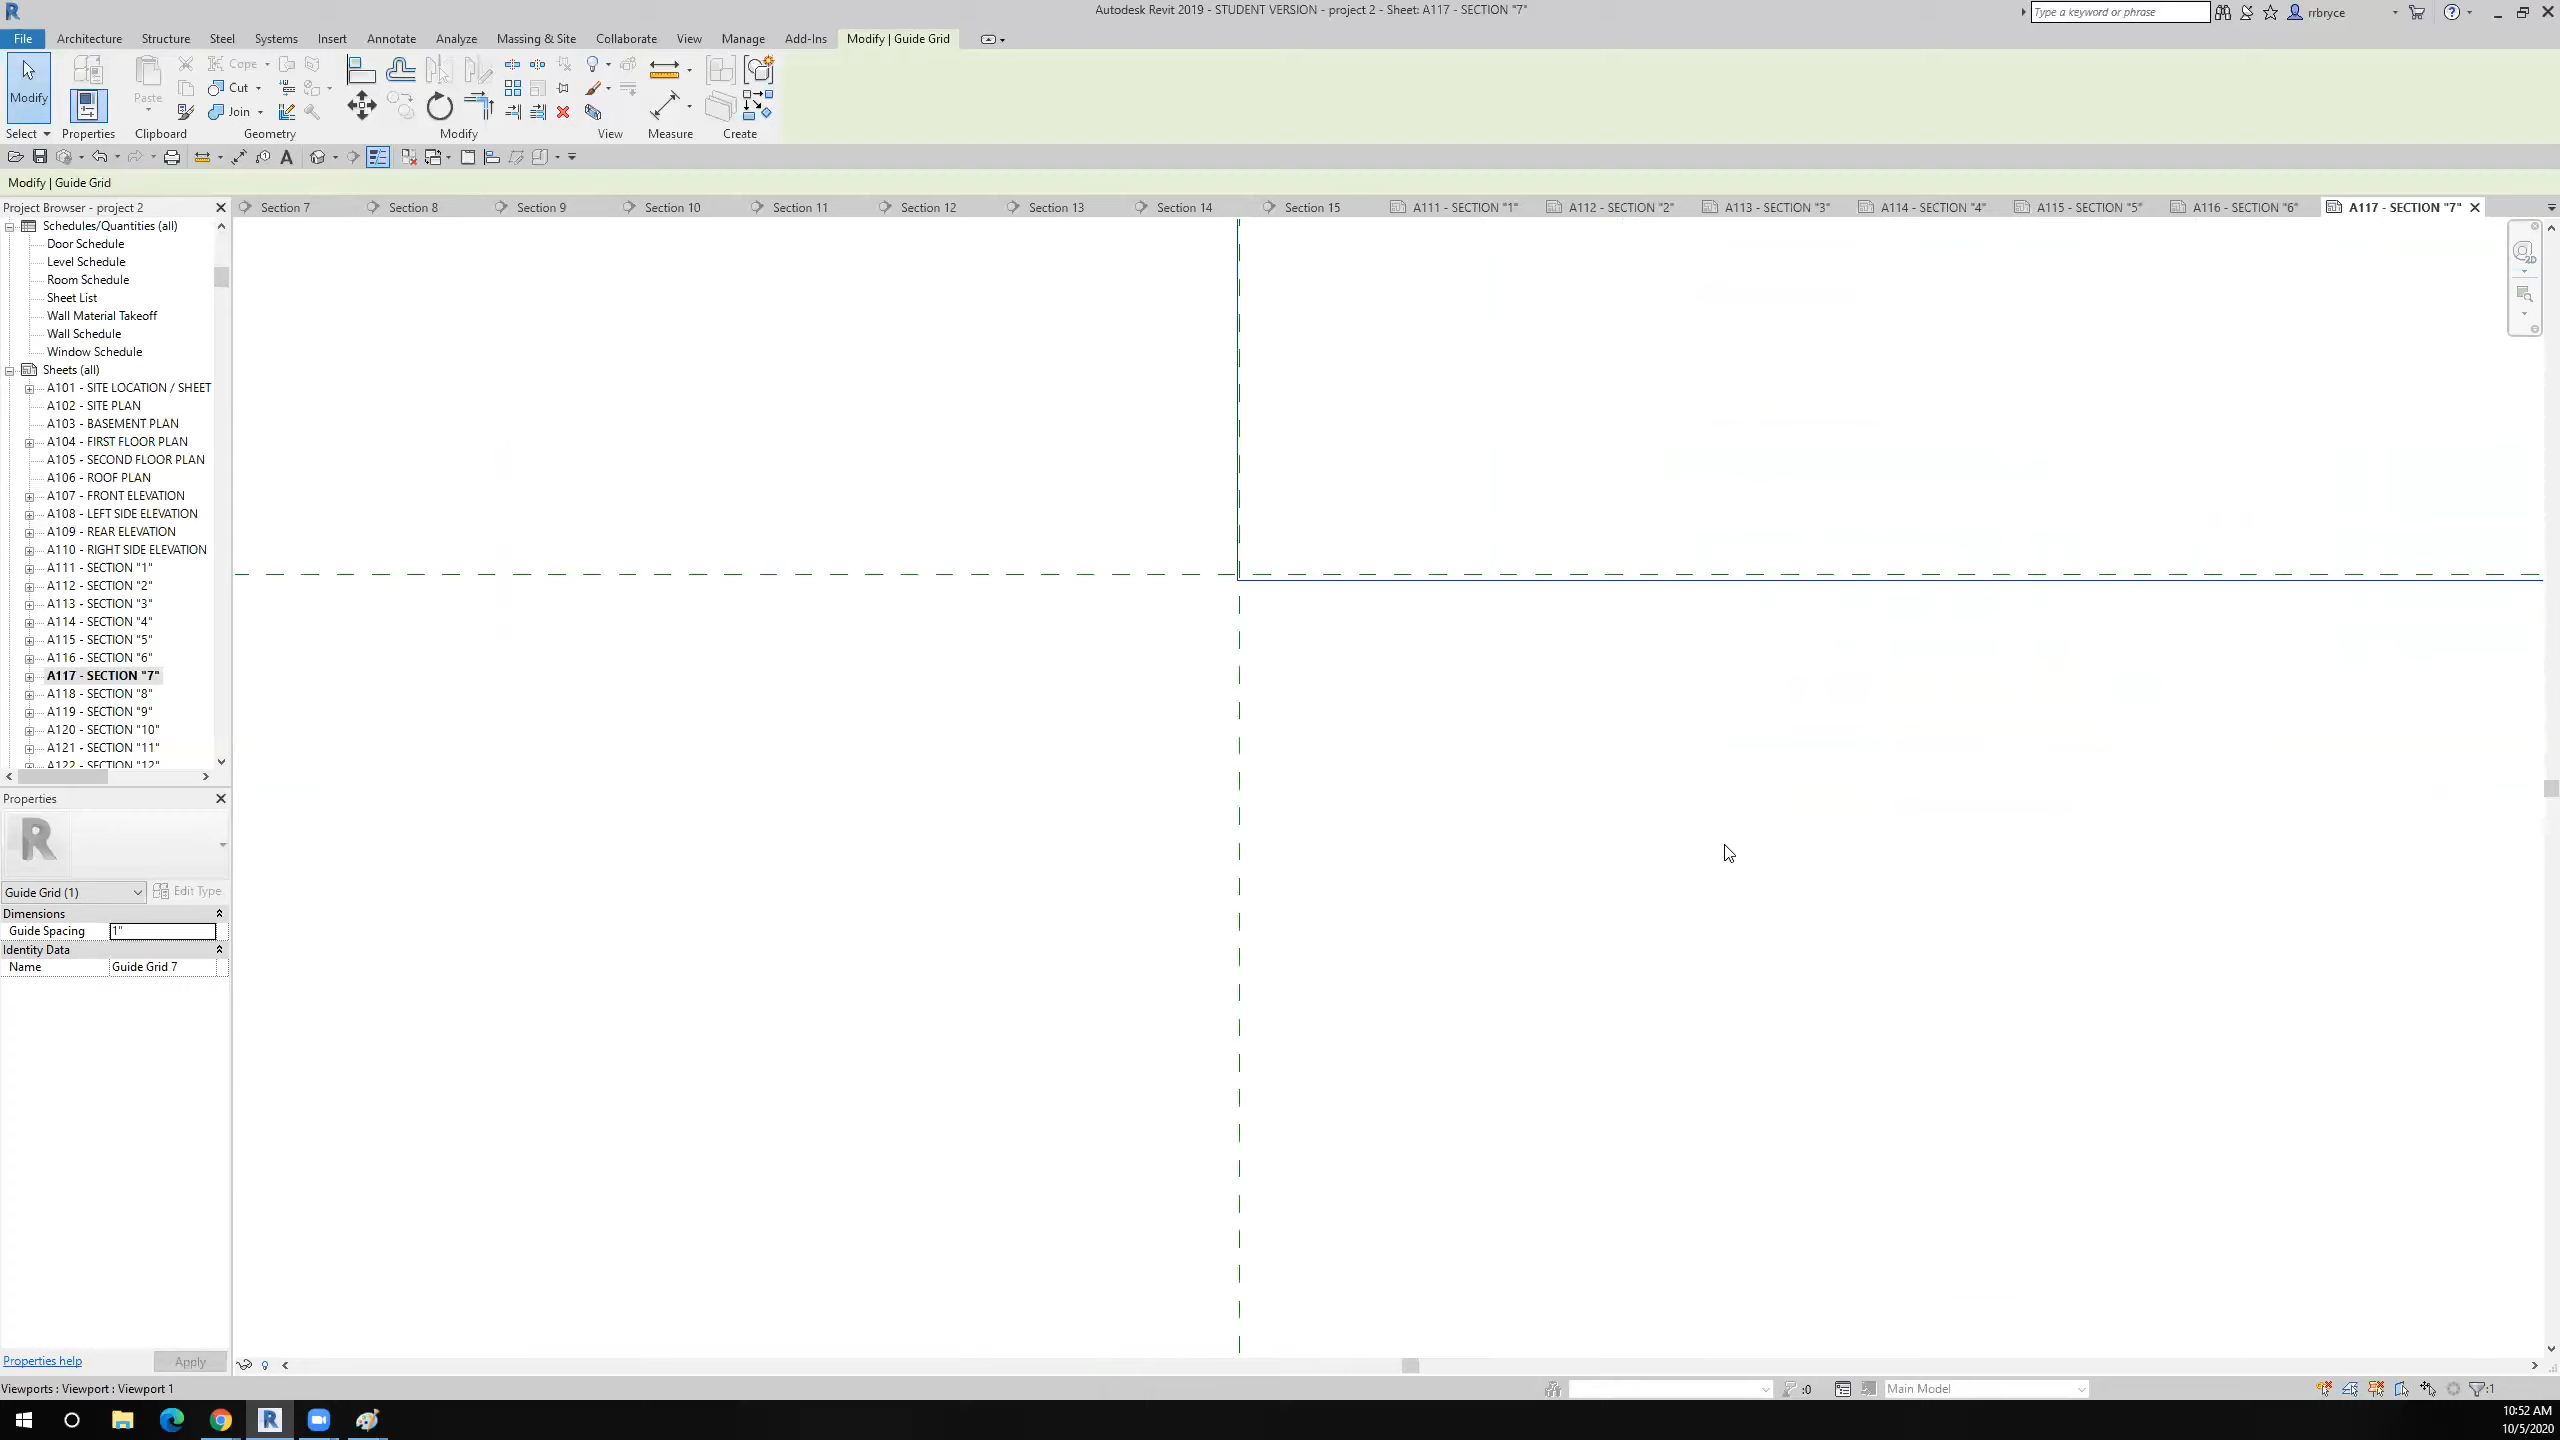 Autodesk Revit 2019 - STUDENT VERSION - project 2 - Sheet: A117 - SECTION "7"
Type a keyword or phrase
rrbryce
File
Architecture
Structure
Steel
Systems
Insert
Annotate
Analyze
Massing & Site
Collaborate
View
Manage
Add-Ins
Modify | Guide Grid
Modify
Paste
Cope
Cut
Join
Select
Properties
Clipboard
Geometry
Modify
View
Measure
Create
Modify | Guide Grid
Project Browser - project 2
Section 7
Section 8
Section 9
Section 10
Section 11
Section 12
Section 13
Section 14
Section 15
A111 - SECTION "1"
A112 - SECTION "2"
A113 - SECTION "3"
A114 - SECTION "4"
A115 - SECTION "5"
A116 - SECTION "6"
A117 - SECTION "7"
2D
Schedules/Quantities (all)
Door Schedule
Level Schedule
Room Schedule
Sheet List
Wall Material Takeoff
Wall Schedule
Window Schedule
Sheets (all)
A101 - SITE LOCATION / SHEET
A102 - SITE PLAN
A103 - BASEMENT PLAN
A104 - FIRST FLOOR PLAN
A105 - SECOND FLOOR PLAN
A106 - ROOF PLAN
A107 - FRONT ELEVATION
A108 - LEFT SIDE ELEVATION
A109 - REAR ELEVATION
A110 - RIGHT SIDE ELEVATION
A111 - SECTION "1"
A112 - SECTION "2"
A113 - SECTION "3"
A114 - SECTION "4"
A115 - SECTION "5"
A116 - SECTION "6"
A117 - SECTION "7"
A118 - SECTION "8"
A119 - SECTION "9"
A120 - SECTION "10"
A121 - SECTION "11"
A122 - SECTION "12"
Properties
Guide Grid (1)
Edit Type
Dimensions
Guide Spacing
1"
Identity Data
Name
Guide Grid 7
Properties help
Apply
Viewports : Viewport : Viewport 1
:0
Main Model
:1
10:52 AM
10/5/2020